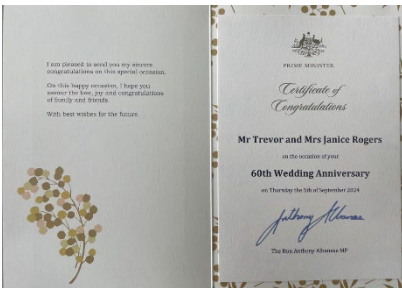 I am pleased to send you my sincere
congratulations on this special occasion.
On this happy occasion, I hope you
savour the love, joy and congratulations
of family and friends.
With best wishes for the future.
PRIME MINISTER
Certificate of
Congratulations
Mr Trevor and Mrs Janice Rogers
on the occasion of your
60th Wedding Anniversary
on Thursday the 5th of September 2024
Anthony Albanese
The Hon Anthony Albanese MP